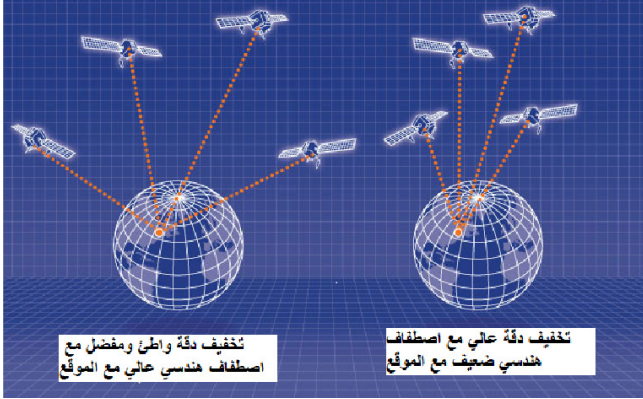 تخفيف دقة عالي مع اصطفاف
هندسي ضعيف مع الموقع
تخفيف دقة واطئ ومفضل مع
اصطفاف هندسي عالي مع الموقع